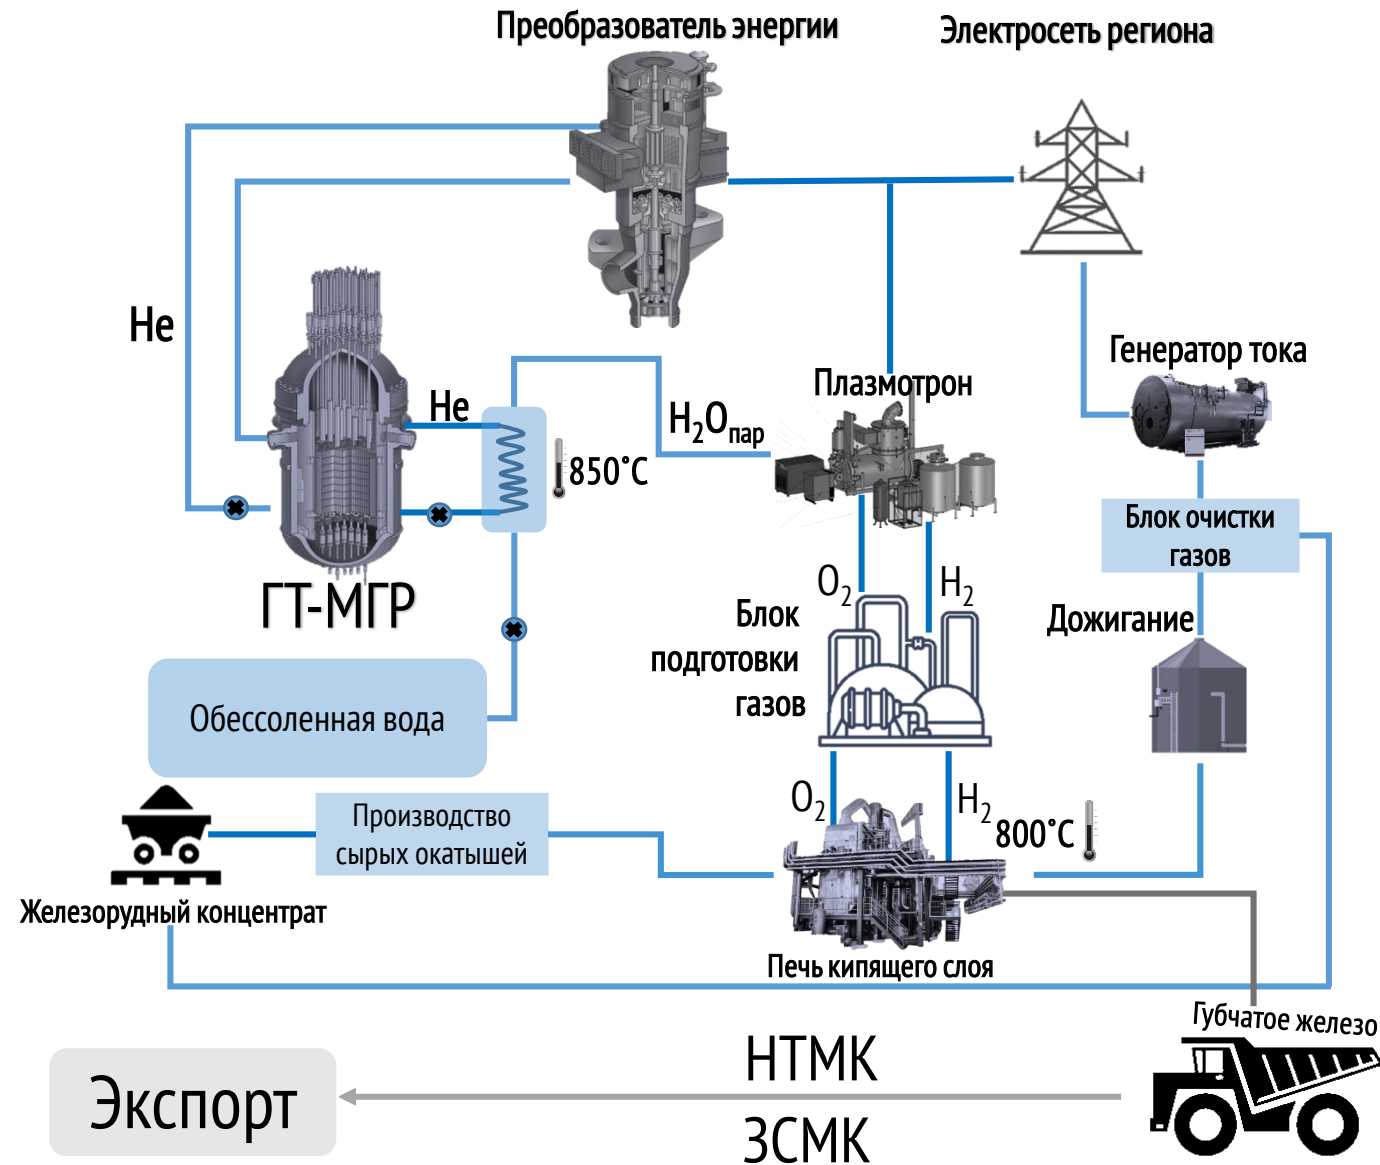 Преобразователь энергии
Электросеть региона
Не
Генератор тока
Плазмотрон
Не
H₂Oпар
850˚C
Блок очистки
газов
ГТ-МГР
O₂
H₂
Блок
подготовки
газов
Дожигание
Обессоленная вода
O₂
H₂
800˚C
Производство
сырых окатышей
Железорудный концентрат
Печь кипящего слоя
Губчатое железо
НТМК
Экспорт
ЗСМК